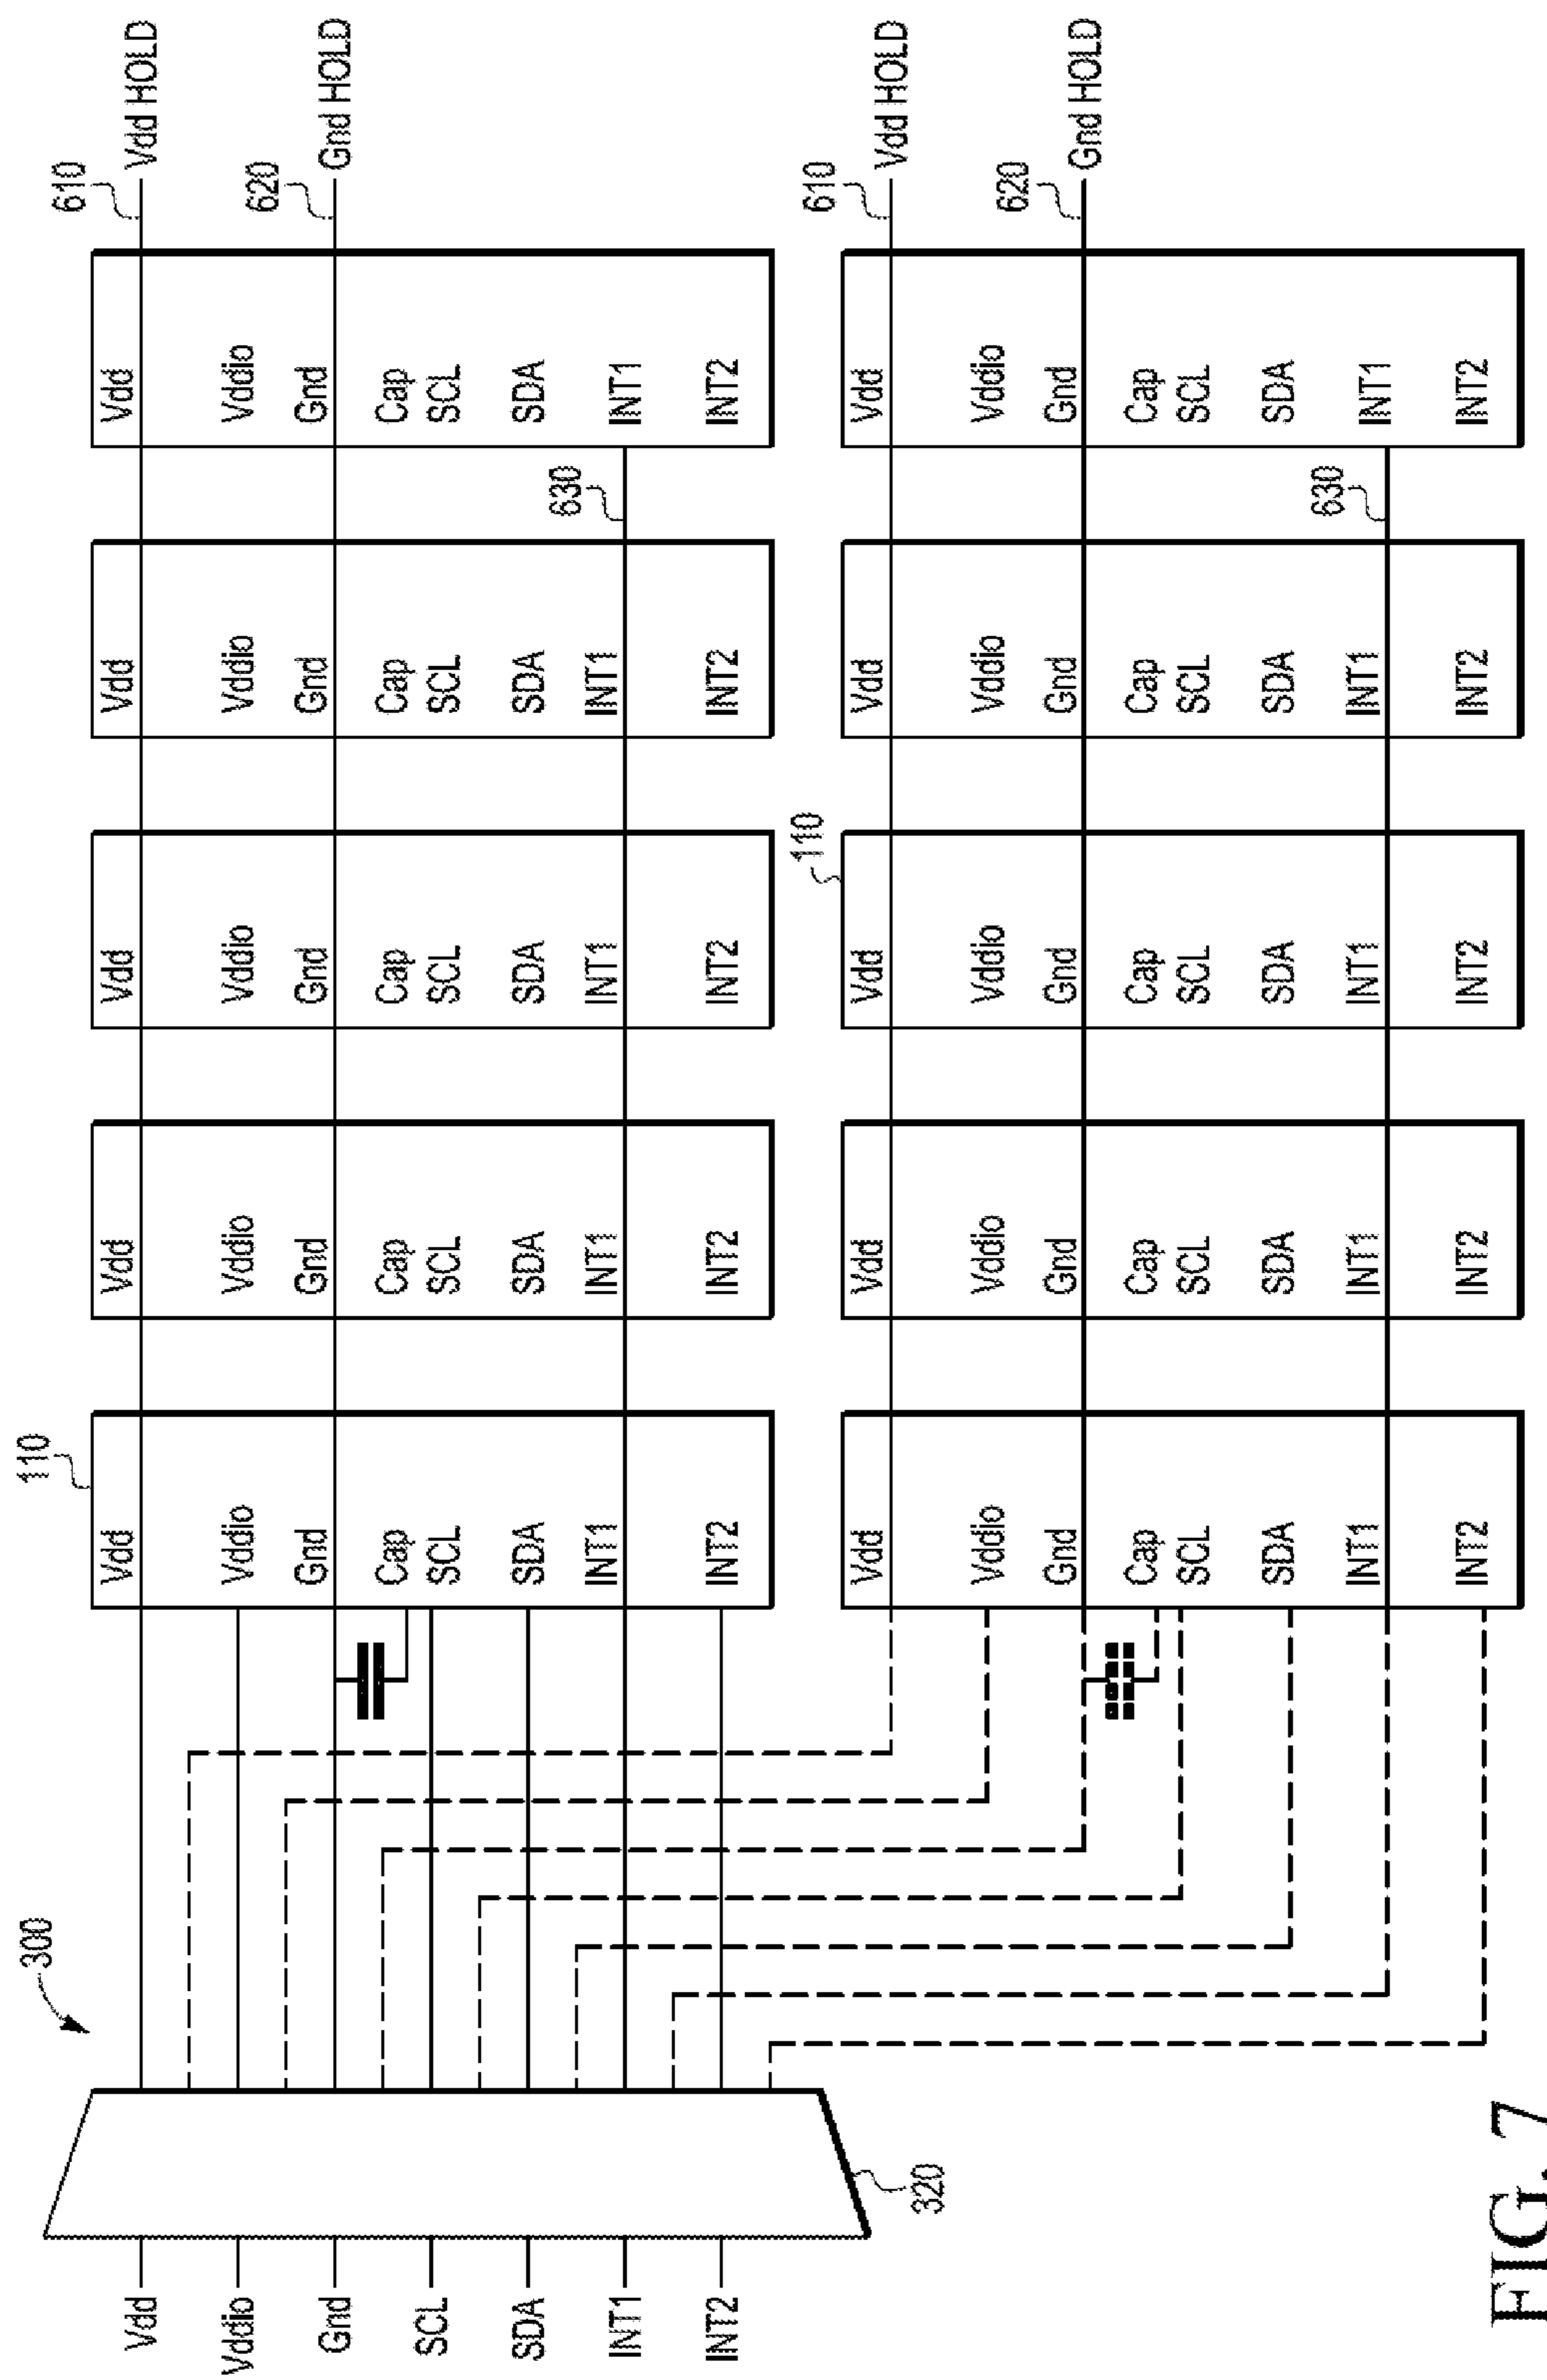 300
Vdd
Vddio
Gnd
SCL
SDA
INT1
INT2
320
110
Vdd
Vddio
Gnd
Cap
SCL
SDA
INT1
INT2
Vdd
Vddio
Gnd
Cap
SCL
SDA
INT1
INT2
Vdd
Vddio
Gnd
Cap
SCL
SDA
INT1
INT2
Vdd
Vddio
Gnd
Cap
SCL
SDA
INT1
INT2
630
Vdd
Vddio
Gnd
Cap
SCL
SDA
INT1
INT2
610
Vdd HOLD
620
Gnd HOLD
Vdd
Vddio
Gnd
Cap
SCL
SDA
INT1
INT2
Vdd
Vddio
Gnd
Cap
SCL
SDA
INT1
INT2
110
Vdd
Vddio
Gnd
Cap
SCL
SDA
INT1
INT2
Vdd
Vddio
Gnd
Cap
SCL
SDA
INT1
INT2
630
Vdd
Vddio
Gnd
Cap
SCL
SDA
INT1
INT2
610
Vdd HOLD
620
Gnd HOLD
FIG. 7